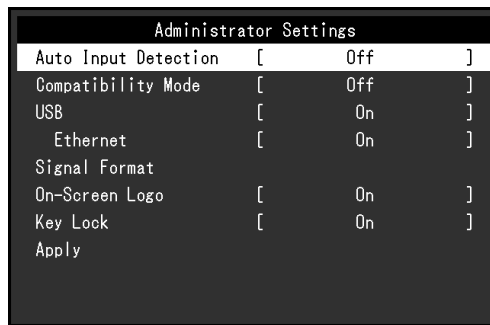 Administrator Settings
Auto Input Detection [ Off ]
Compatibility Mode [ Off ]
USB [ On ]
Ethernet [ On ]
Signal Format
On-Screen Logo [ On ]
Key Lock [ On ]
Apply